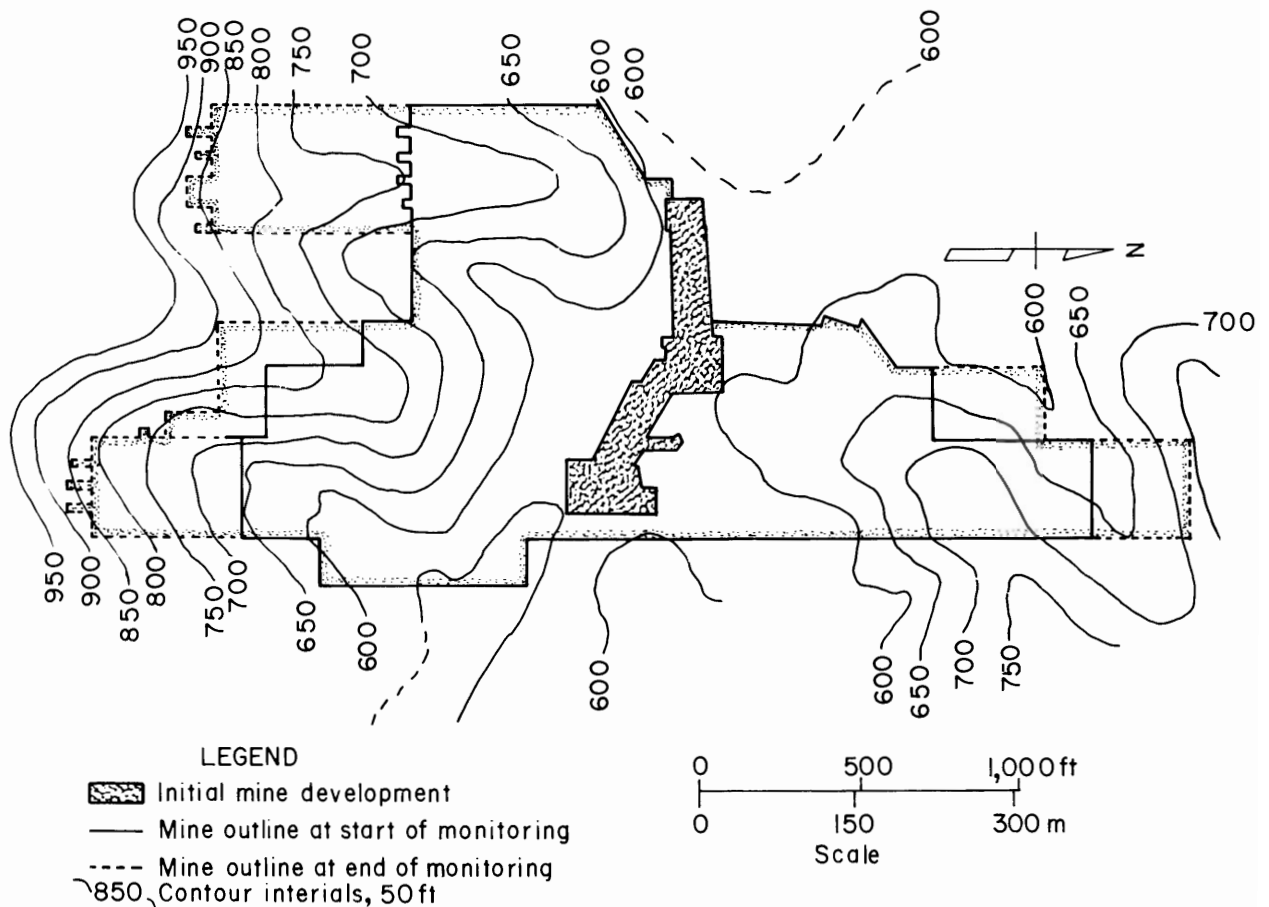 950
900
850
800
750
700
650
600
600
600
N
600
650
700
950
900
850
800
750
700
650
600
600
600
650
700
750
LEGEND
Initial mine development
Mine outline at start of monitoring
Mine outline at end of monitoring
850 Contour interials, 50 ft
0 500 1,000 ft
0 150 300 m
Scale